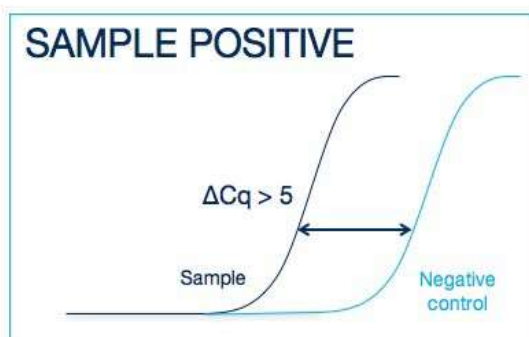 SAMPLE POSITIVE
ΔCq > 5
Sample
Negative
control